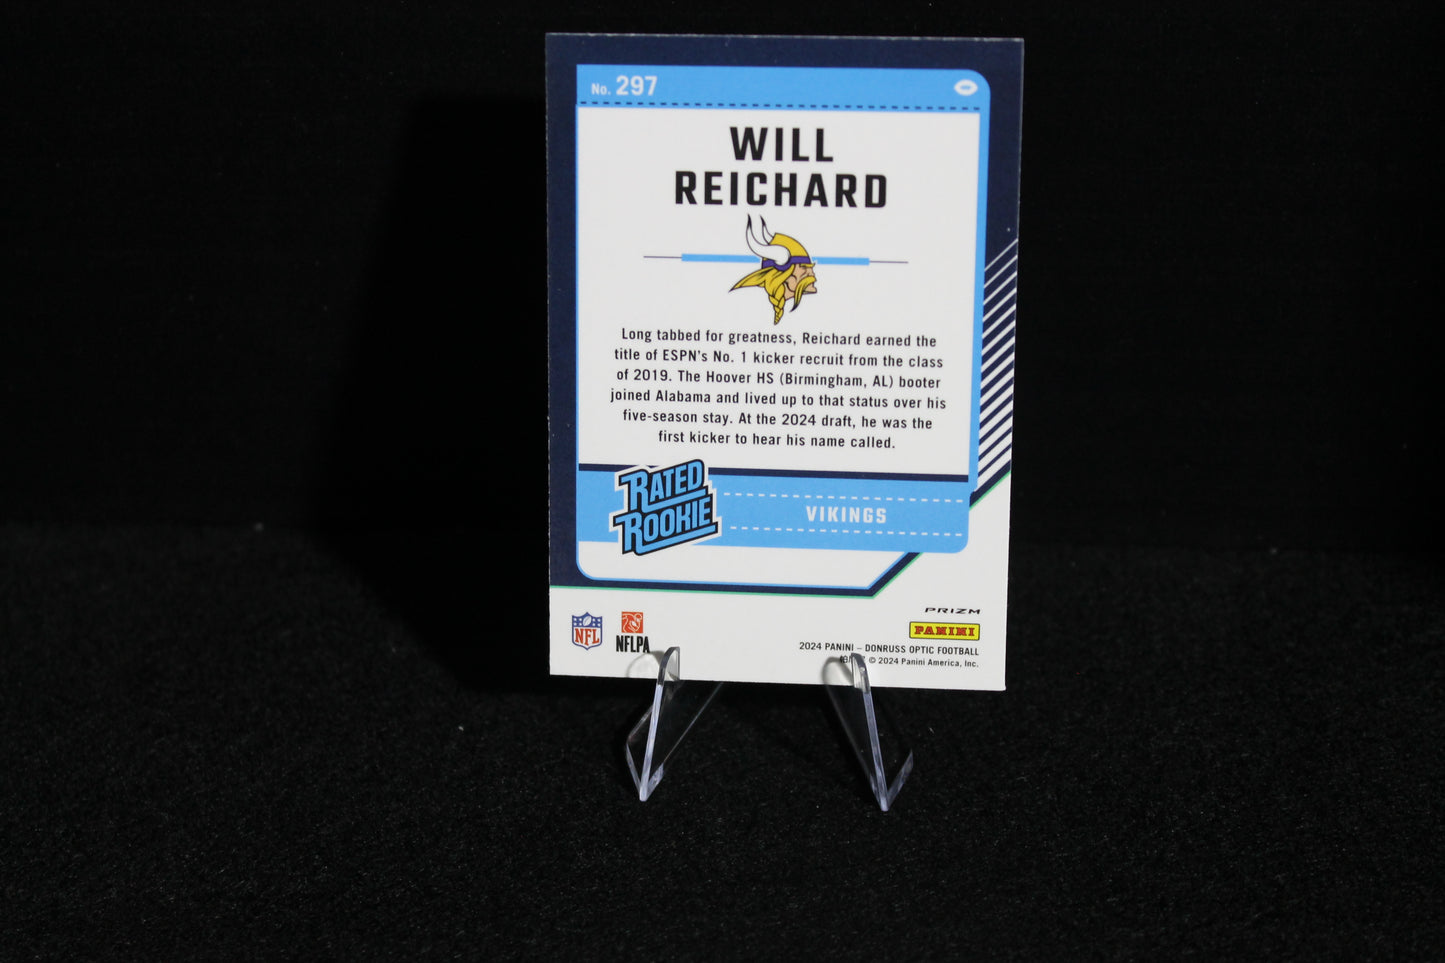 No. 297
WILL
REICHARD
Long tabbed for greatness, Reichard earned the
title of ESPN's No. 1 kicker recruit from the class
of 2019. The Hoover HS (Birmingham, AL) booter
joined Alabama and lived up to that status over his
five-season stay. At the 2024 draft, he was the
first kicker to hear his name called.
RATED
ROOKIE
VIKINGS
PRIZM
PANINI
NFL
NFLPA
2024 PANINI – DONRUSS OPTIC FOOTBALL
© 2024 Panini America, Inc.